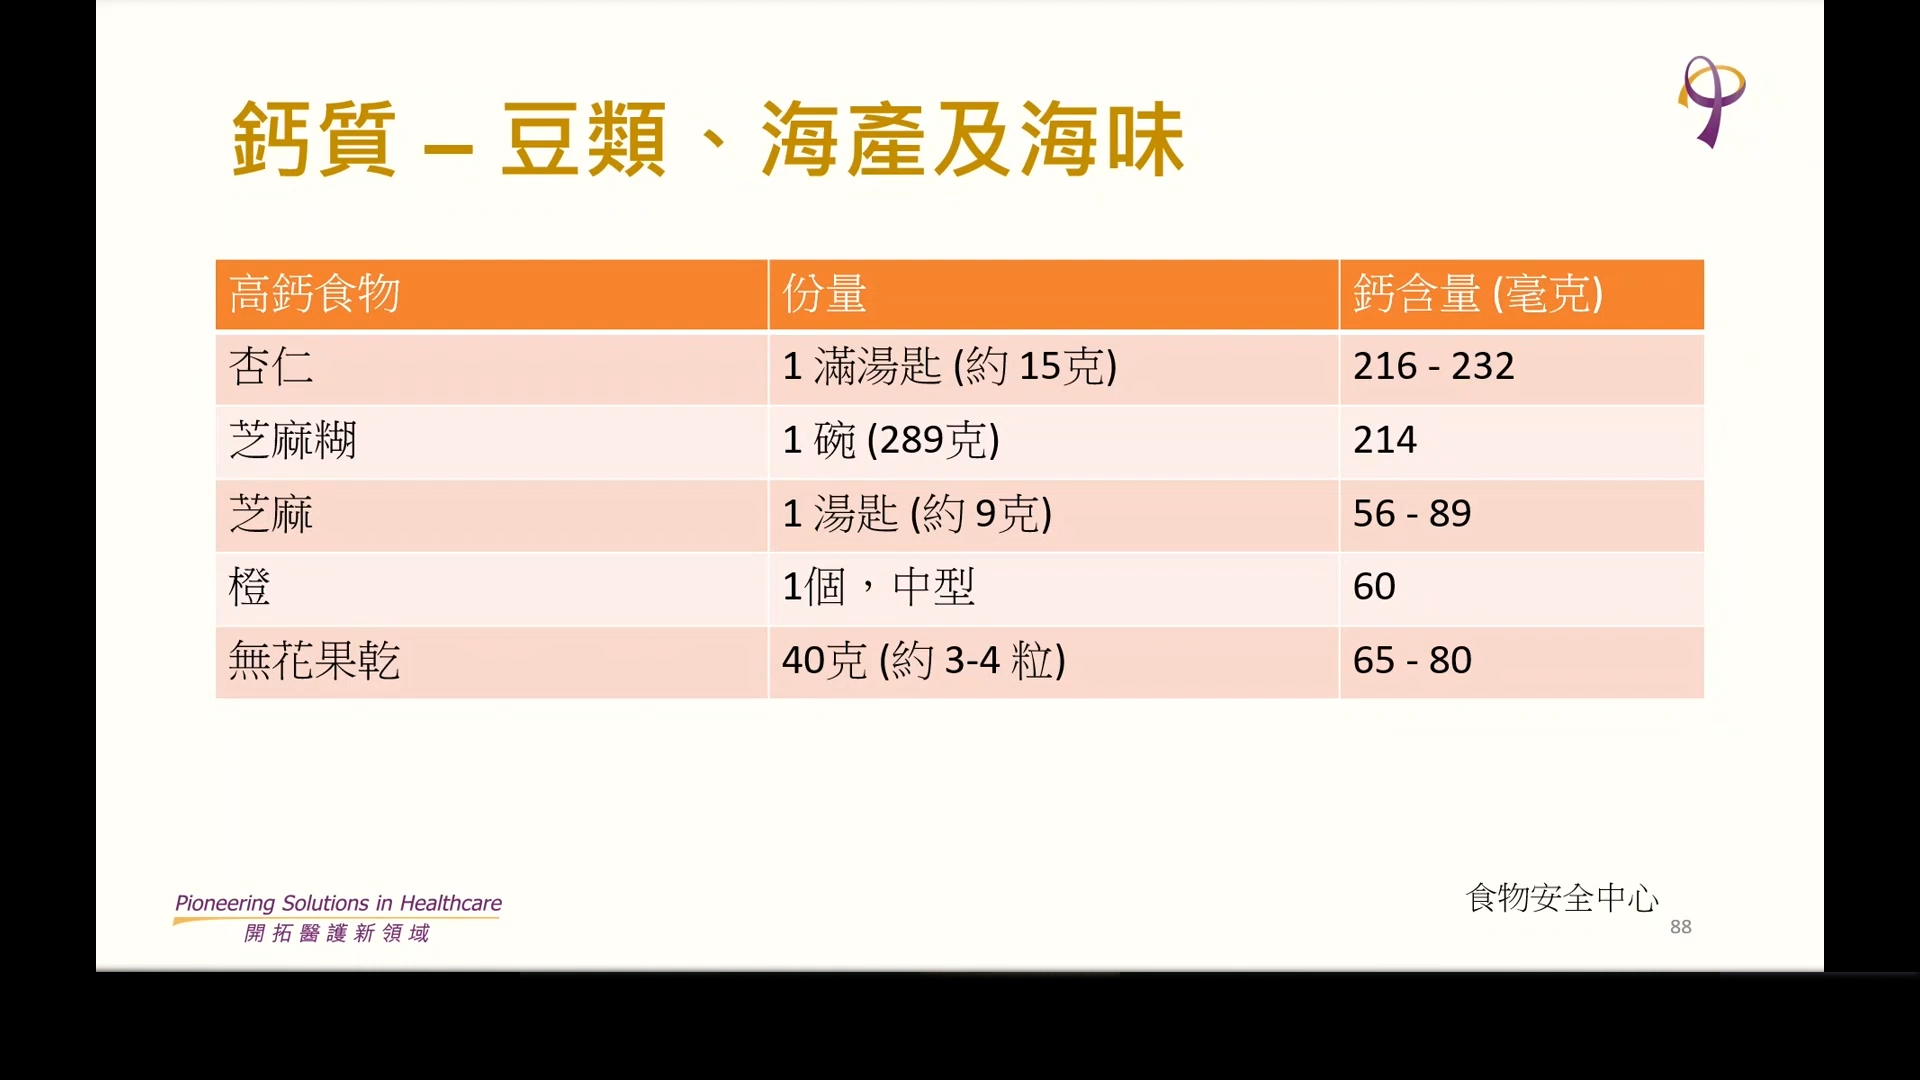 鈣質 – 豆類、海產及海味
高鈣食物 份量 鈣含量 (毫克)
杏仁 1 滿湯匙 (約 15克) 216 - 232
芝麻糊 1 碗 (289克) 214
芝麻 1 湯匙 (約 9克) 56 - 89
橙 1個，中型 60
無花果乾 40克 (約 3-4 粒) 65 - 80
Pioneering Solutions in Healthcare
開拓醫護新領域
食物安全中心
88